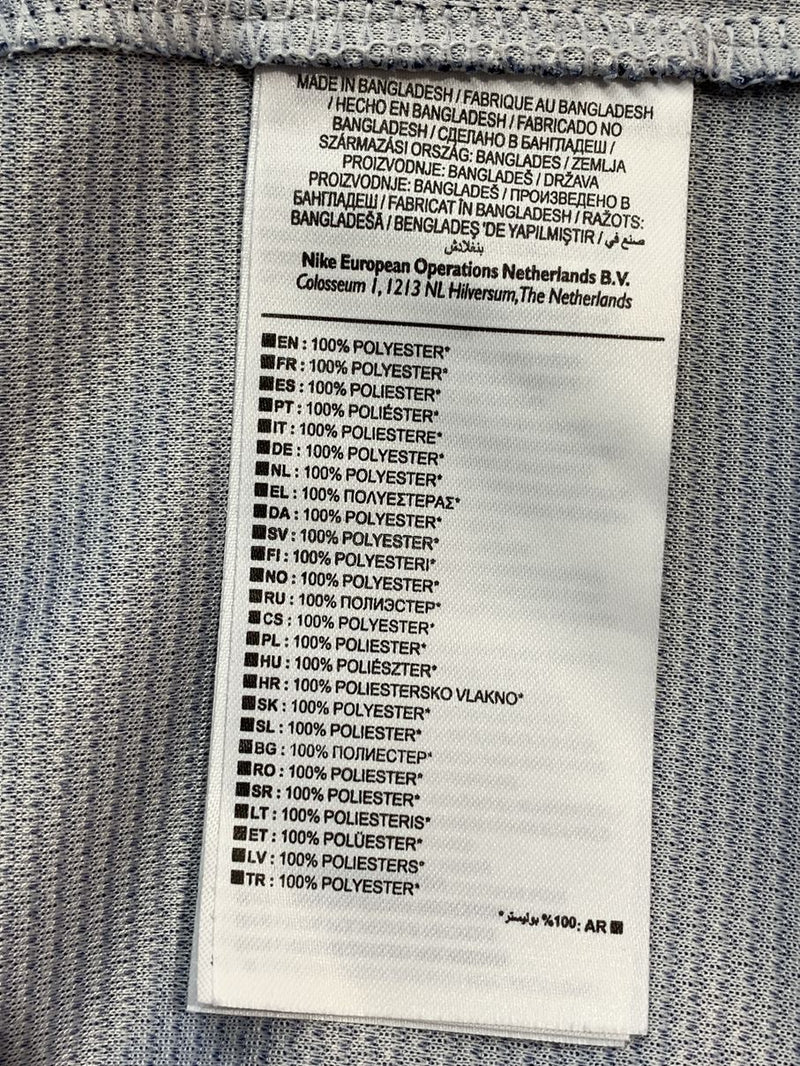 MADE IN BANGLADESH / FABRIQUE AU BANGLADESH
/ HECHO EN BANGLADESH / FABRICADO NO
BANGLADESH / СДЕЛАНО В БАНГЛАДЕШ /
SZÁRMAZÁSI ORSZÁG: BANGLADES / ZEMLJA
PROIZVODNJE: BANGLADEŠ / DRŽAVA
PROIZVODNJE: BANGLADEŠ / ПРОИЗВЕДЕНО В
БАНГЛАДЕШ / FABRICAT ÎN BANGLADESH / RAŽOTS:
BANGLADEŠĀ / BENGLADEŞ 'DE YAPILMIŞTIR / صنع في
بنغلادش
Nike European Operations Netherlands B.V.
Colosseum 1, 1213 NL Hilversum, The Netherlands
EN : 100% POLYESTER*
FR : 100% POLYESTER*
ES : 100% POLIESTER*
PT : 100% POLIÉSTER*
IT : 100% POLIESTERE*
DE : 100% POLYESTER*
NL : 100% POLYESTER*
EL : 100% ΠΟΛΥΕΣΤΕΡΑΣ*
DA : 100% POLYESTER*
SV : 100% POLYESTER*
FI : 100% POLYESTERI*
NO : 100% POLYESTER*
RU : 100% ПОЛИЭСТЕР*
CS : 100% POLYESTER*
PL : 100% POLIESTER*
HU : 100% POLIÉSZTER*
HR : 100% POLIESTERSKO VLAKNO*
SK : 100% POLYESTER*
SL : 100% POLIESTER*
BG : 100% ПОЛИЕСТЕР*
RO : 100% POLIESTER*
SR : 100% POLIESTER*
LT : 100% POLIESTERIS*
ET : 100% POLÜESTER*
LV : 100% POLIESTERS*
TR : 100% POLYESTER*
AR :100% بوليستر*